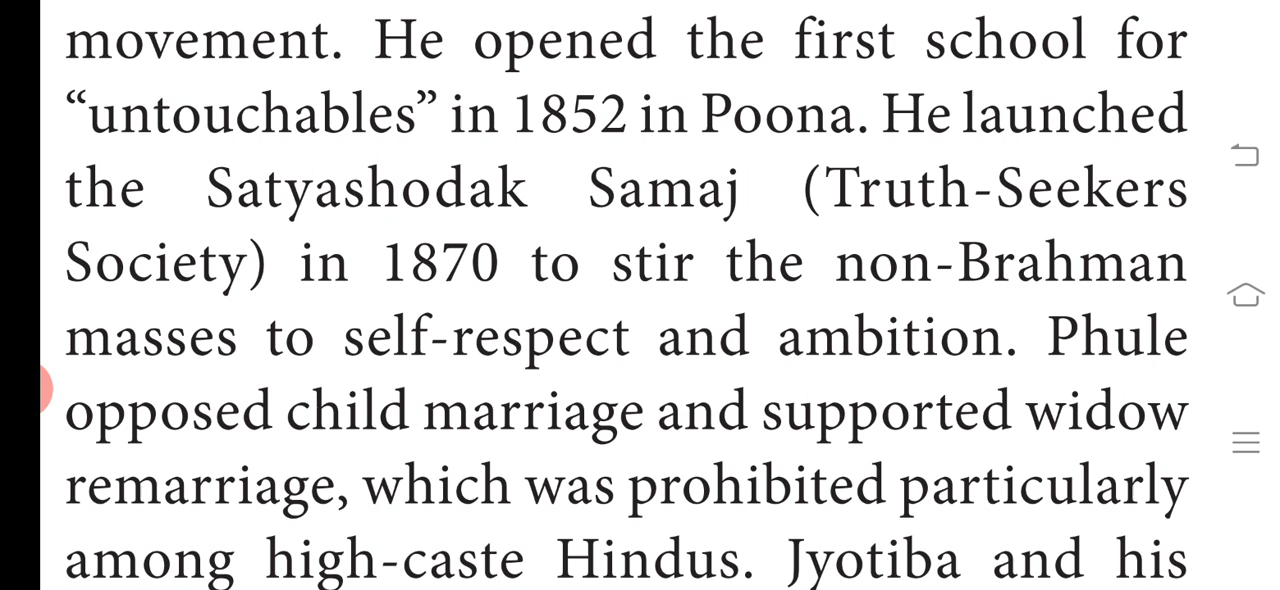 movement. He opened the first school for
“untouchables” in 1852 in Poona. He launched
the Satyashodak Samaj (Truth-Seekers
Society) in 1870 to stir the non-Brahman
masses to self-respect and ambition. Phule
opposed child marriage and supported widow
remarriage, which was prohibited particularly
among high-caste Hindus. Jyotiba and his